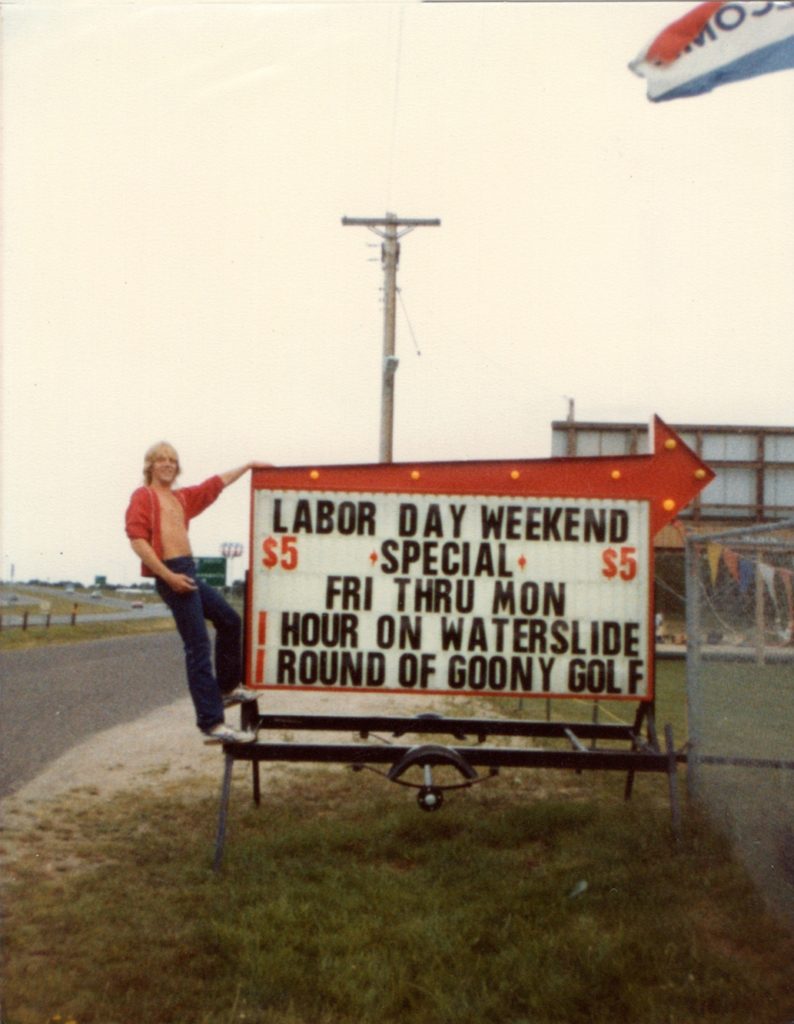 LABOR DAY WEEKEND
$5 SPECIAL $5
FRI THRU MON
1 HOUR ON WATERSLIDE
1 ROUND OF GOONY GOLF